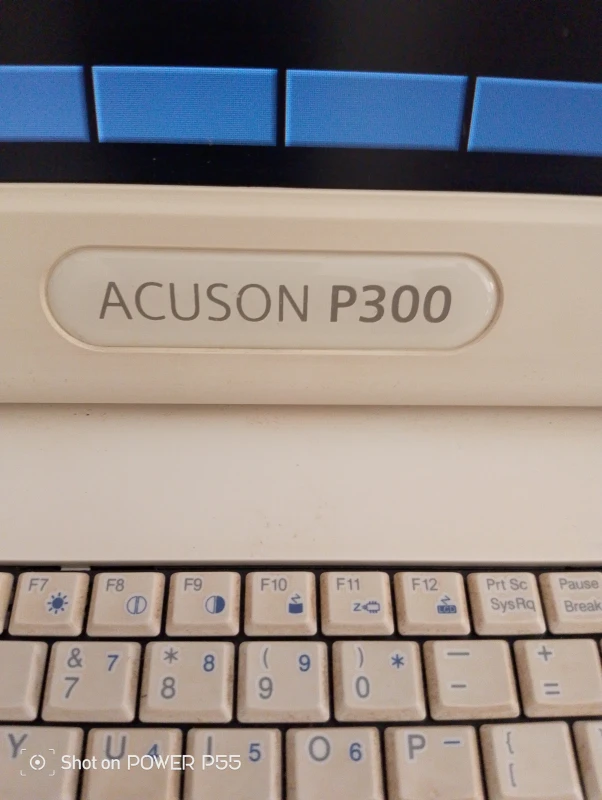 ACUSON P300
F7 F8 F9 F10 F11 F12 Prt Sc Pause
SysRq Break
LCD
& 7 * 8 ( 9 ) * — +
7 8 9 0 - =
Y U 4 I 5 O 6 P − {
[
Shot on POWER P55